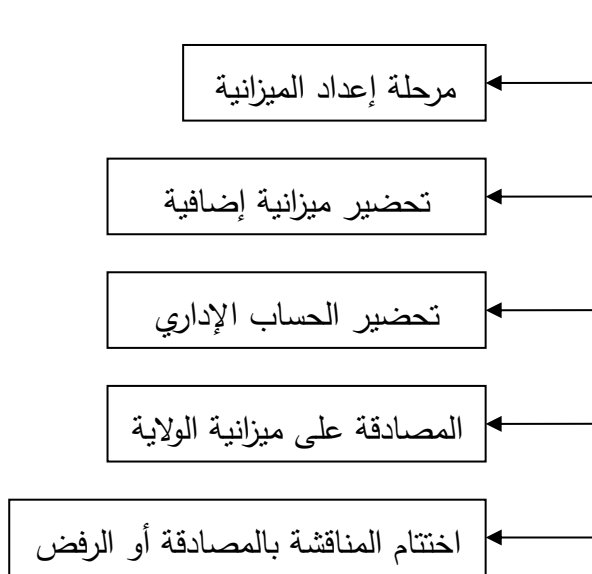 مرحلة إعداد الميزانية
تحضير ميزانية إضافية
تحضير الحساب الإداري
المصادقة على ميزانية الولاية
اختتام المناقشة بالمصادقة أو الرفض